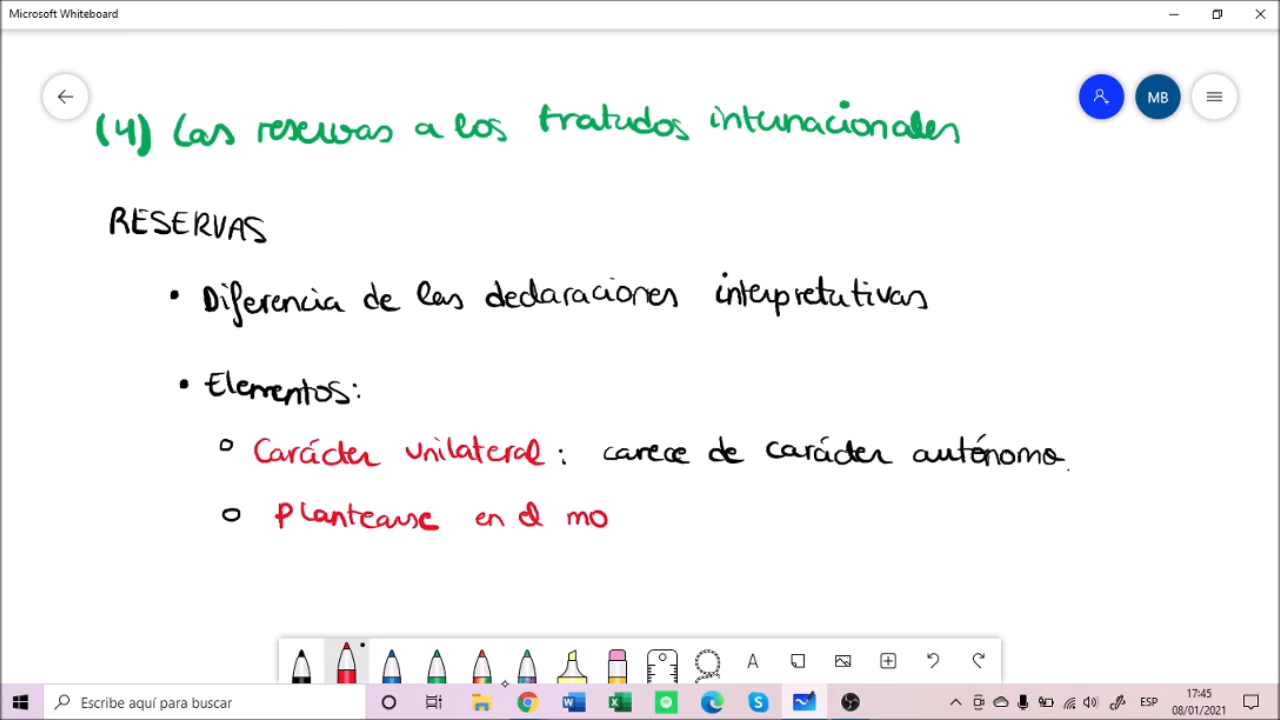 Microsoft Whiteboard
MB
(4) Las reservas a los tratados internacionales
RESERVAS
• Diferencia de las declaraciones interpretativas
• Elementos:
○ Carácter unilateral: carece de carácter autónomo.
○ Plantearse en el mo
A
Escribe aquí para buscar
ESP
17:45
08/01/2021